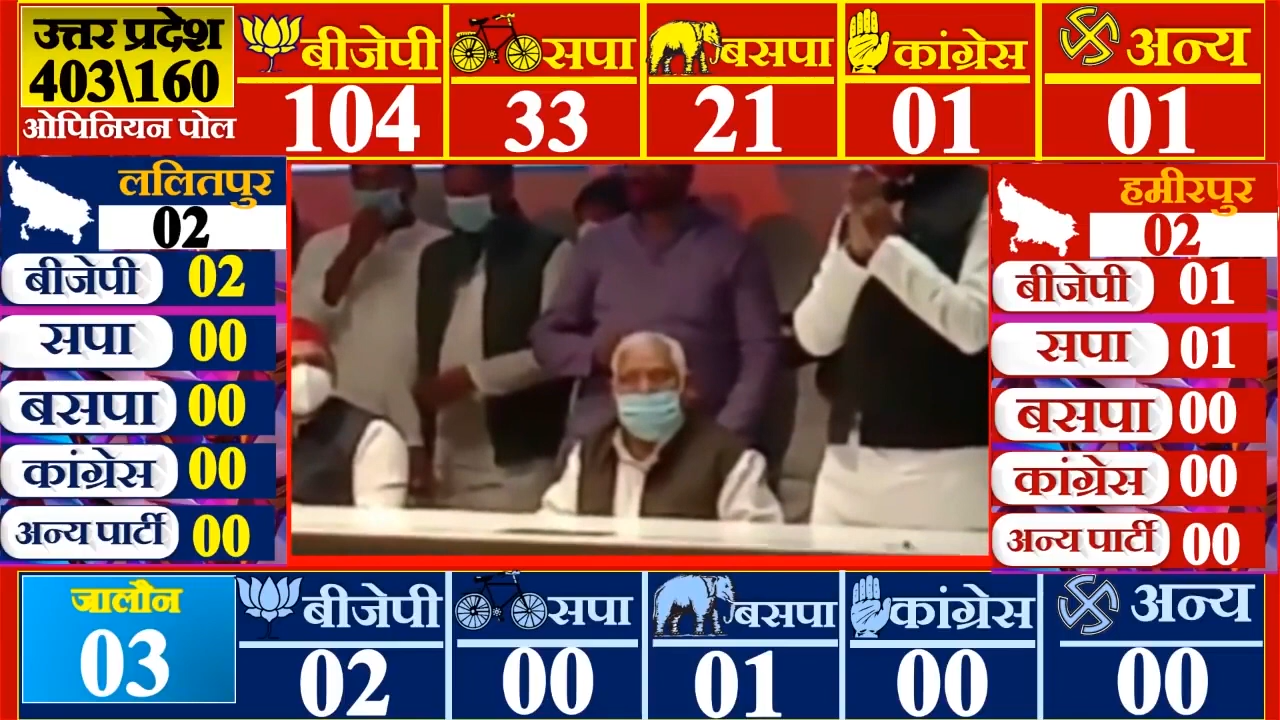 उत्तर प्रदेश
403\160
ओपिनियन पोल
बीजेपी
104
सपा
33
बसपा
21
कांग्रेस
01
अन्य
01
ललितपुर
02
बीजेपी 02
सपा 00
बसपा 00
कांग्रेस 00
अन्य पार्टी 00
हमीरपुर
02
बीजेपी 01
सपा 01
बसपा 00
कांग्रेस 00
अन्य पार्टी 00
जालौन
03
बीजेपी
02
सपा
00
बसपा
01
कांग्रेस
00
अन्य
00